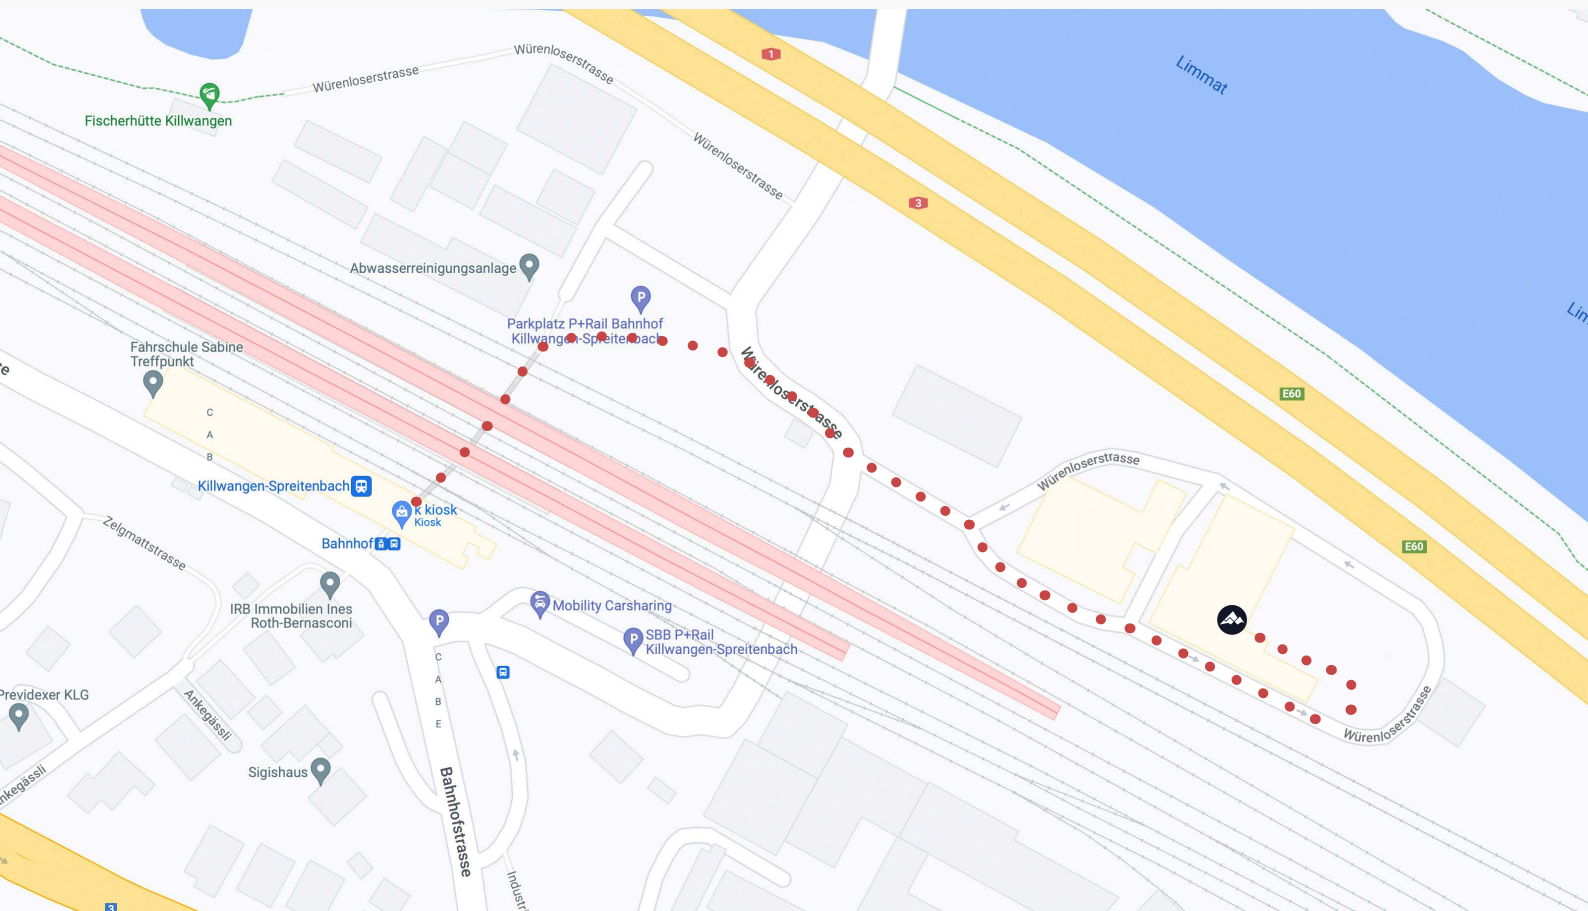 Würenloserstrasse
Würenloserstrasse
1
Limmat
Fischerhütte Killwangen
Würenloserstrasse
3
Abwasserreinigungsanlage
P
Parkplatz P+Rail Bahnhof
Killwangen-Spreitenbach
Fahrschule Sabine
Treffpunkt
Würenloserstrasse
E60
C
A
B
Würenloserstrasse
Killwangen-Spreitenbach
k kiosk
Kiosk
Bahnhof
Zelgmattstrasse
E60
IRB Immobilien Ines
Roth-Bernasconi
P
Mobility Carsharing
P
SBB P+Rail
Killwangen-Spreitenbach
C
A
B
E
Previdexer KLG
Ankegässli
Würenloserstrasse
Sigishaus
Bahnhofstrasse
3